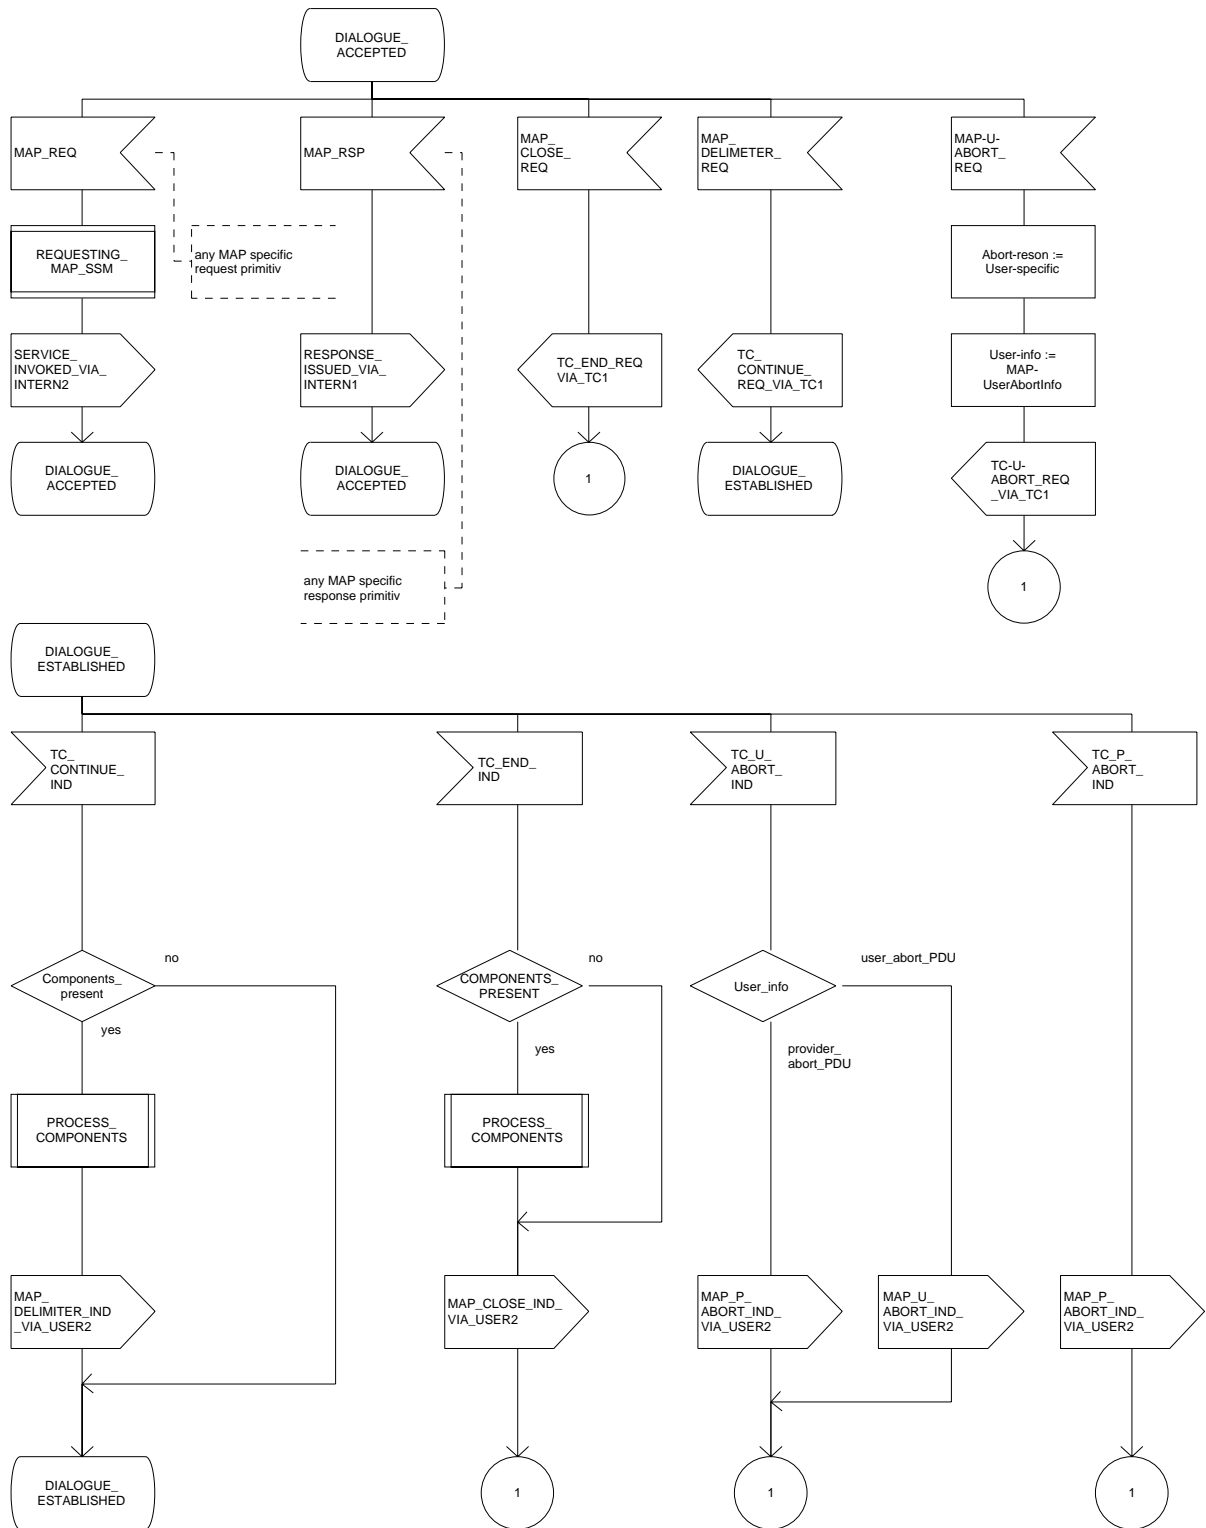 DIALOGUE_
ACCEPTED
MAP_REQ
MAP_RSP
MAP_
CLOSE_
REQ
MAP_
DELIMETER_
REQ
MAP-U-
ABORT_
REQ
REQUESTING_
MAP_SSM
any MAP specific
request primitiv
Abort-reson :=
User-specific
SERVICE_
INVOKED_VIA_
INTERN2
RESPONSE_
ISSUED_VIA_
INTERN1
TC_END_REQ
VIA_TC1
TC_
CONTINUE_
REQ_VIA_TC1
User-info :=
MAP-
UserAbortInfo
DIALOGUE_
ACCEPTED
DIALOGUE_
ACCEPTED
1
DIALOGUE_
ESTABLISHED
TC-U-
ABORT_REQ
_VIA_TC1
any MAP specific
response primitiv
1
DIALOGUE_
ESTABLISHED
TC_
CONTINUE_
IND
TC_END_
IND
TC_U_
ABORT_
IND
TC_P_
ABORT_
IND
Components_
present
no
yes
COMPONENTS_
PRESENT
no
yes
User_info
user_abort_PDU
provider_
abort_PDU
PROCESS_
COMPONENTS
PROCESS_
COMPONENTS
MAP_
DELIMITER_IND
_VIA_USER2
MAP_CLOSE_IND_
VIA_USER2
MAP_P_
ABORT_IND_
VIA_USER2
MAP_U_
ABORT_IND_
VIA_USER2
MAP_P_
ABORT_IND_
VIA_USER2
DIALOGUE_
ESTABLISHED
1
1
1